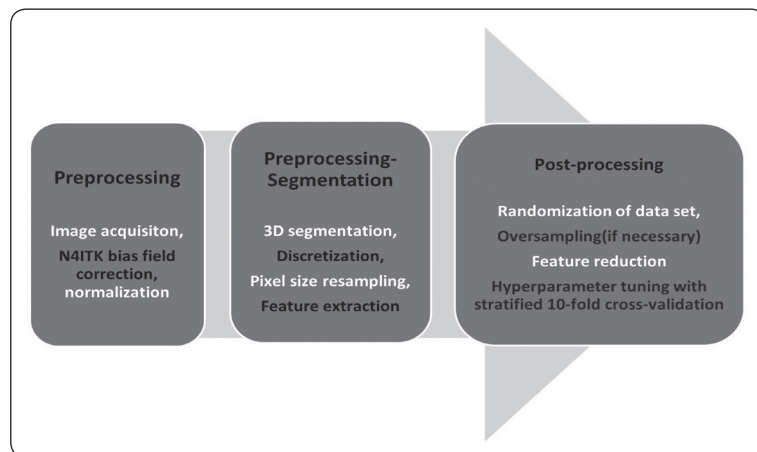 Preprocessing
Image acquisiton,
N4ITK bias field
correction,
normalization
Preprocessing-
Segmentation
3D segmentation,
Discretization,
Pixel size resampling,
Feature extraction
Post-processing
Randomization of data set,
Oversampling(if necessary)
Feature reduction
Hyperparameter tuning with
stratified 10-fold cross-validation